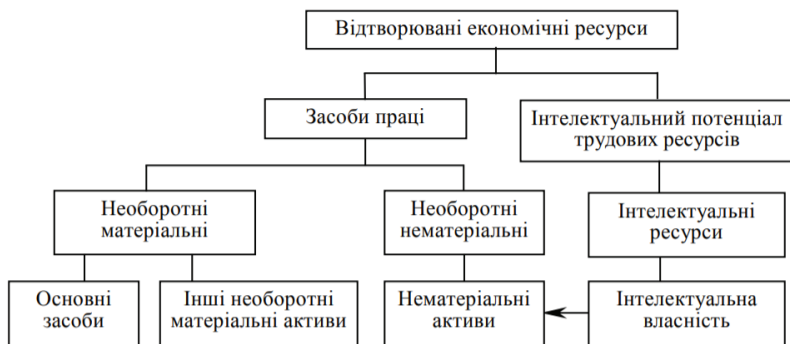 Відтворювані економічні ресурси
Засоби праці
Інтелектуальний потенціал
трудових ресурсів
Необоротні
матеріальні
Необоротні
нематеріальні
Інтелектуальні
ресурси
Основні
засоби
Інші необоротні
матеріальні активи
Нематеріальні
активи
Інтелектуальна
власність